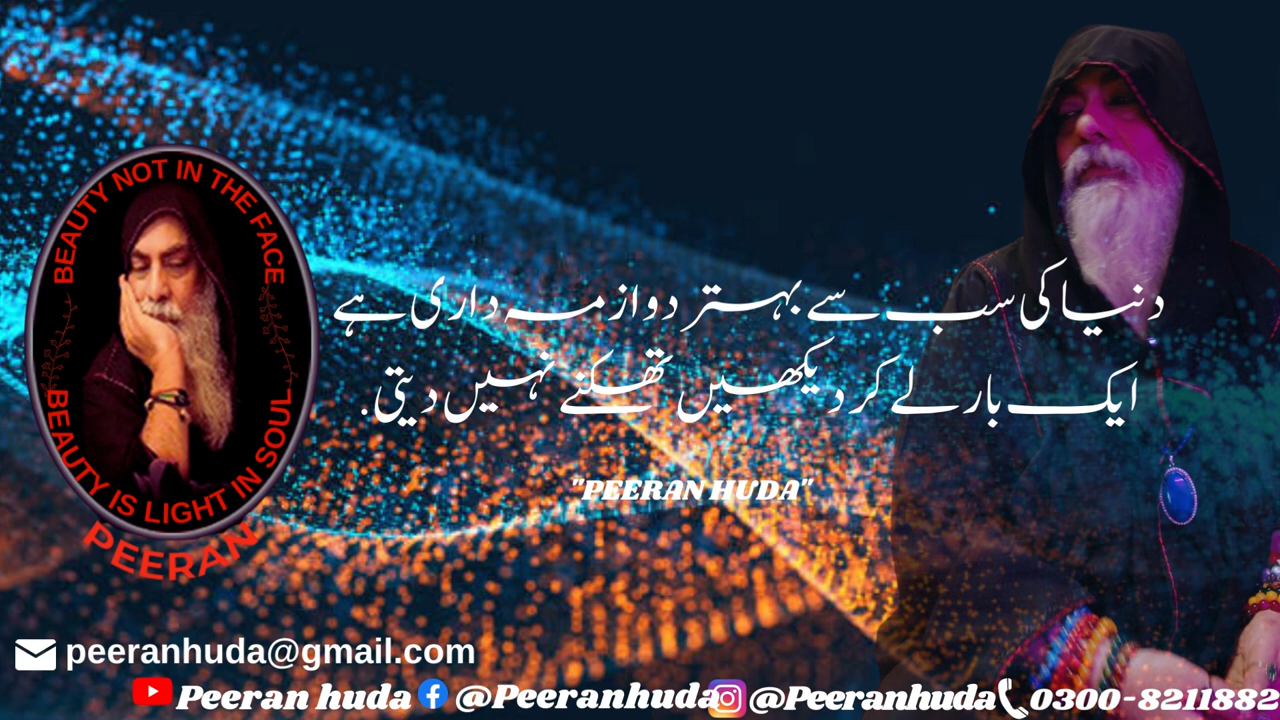 BEAUTY NOT IN THE FACE
BEAUTY IS LIGHT IN SOUL
PEERAN
دنیا کی سب سے بہتر دوا زمہ داری ہے
ایک بار لے کر دیکھیں تھکنے نہیں دیتی.
"PEERAN HUDA"
peeranhuda@gmail.com
Peeran huda @Peeranhuda @Peeranhuda 0300-8211882